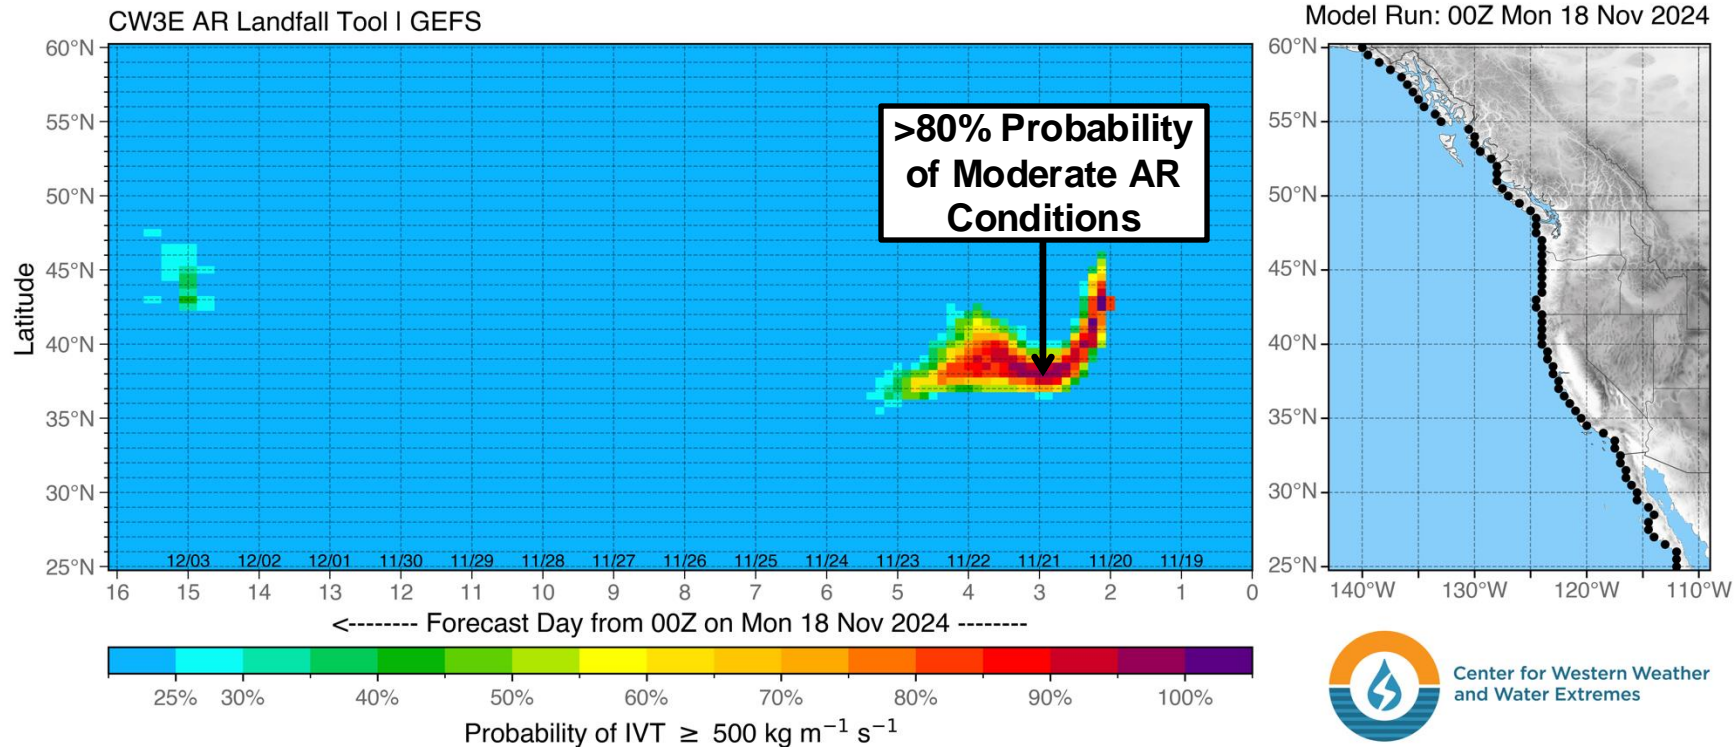 CW3E AR Landfall Tool | GEFS
Model Run: 00Z Mon 18 Nov 2024
60°N
55°N
50°N
45°N
40°N
35°N
30°N
25°N
Latitude
>80% Probability
of Moderate AR
Conditions
12/03 12/02 12/01 11/30 11/29 11/28 11/27 11/26 11/25 11/24 11/23 11/22 11/21 11/20 11/19
16 15 14 13 12 11 10 9 8 7 6 5 4 3 2 1 0
<-------- Forecast Day from 00Z on Mon 18 Nov 2024 --------
25% 30% 40% 50% 60% 70% 80% 90% 100%
Probability of IVT ≥ 500 kg m⁻¹ s⁻¹
60°N
55°N
50°N
45°N
40°N
35°N
30°N
25°N
140°W 130°W 120°W 110°W
Center for Western Weather
and Water Extremes